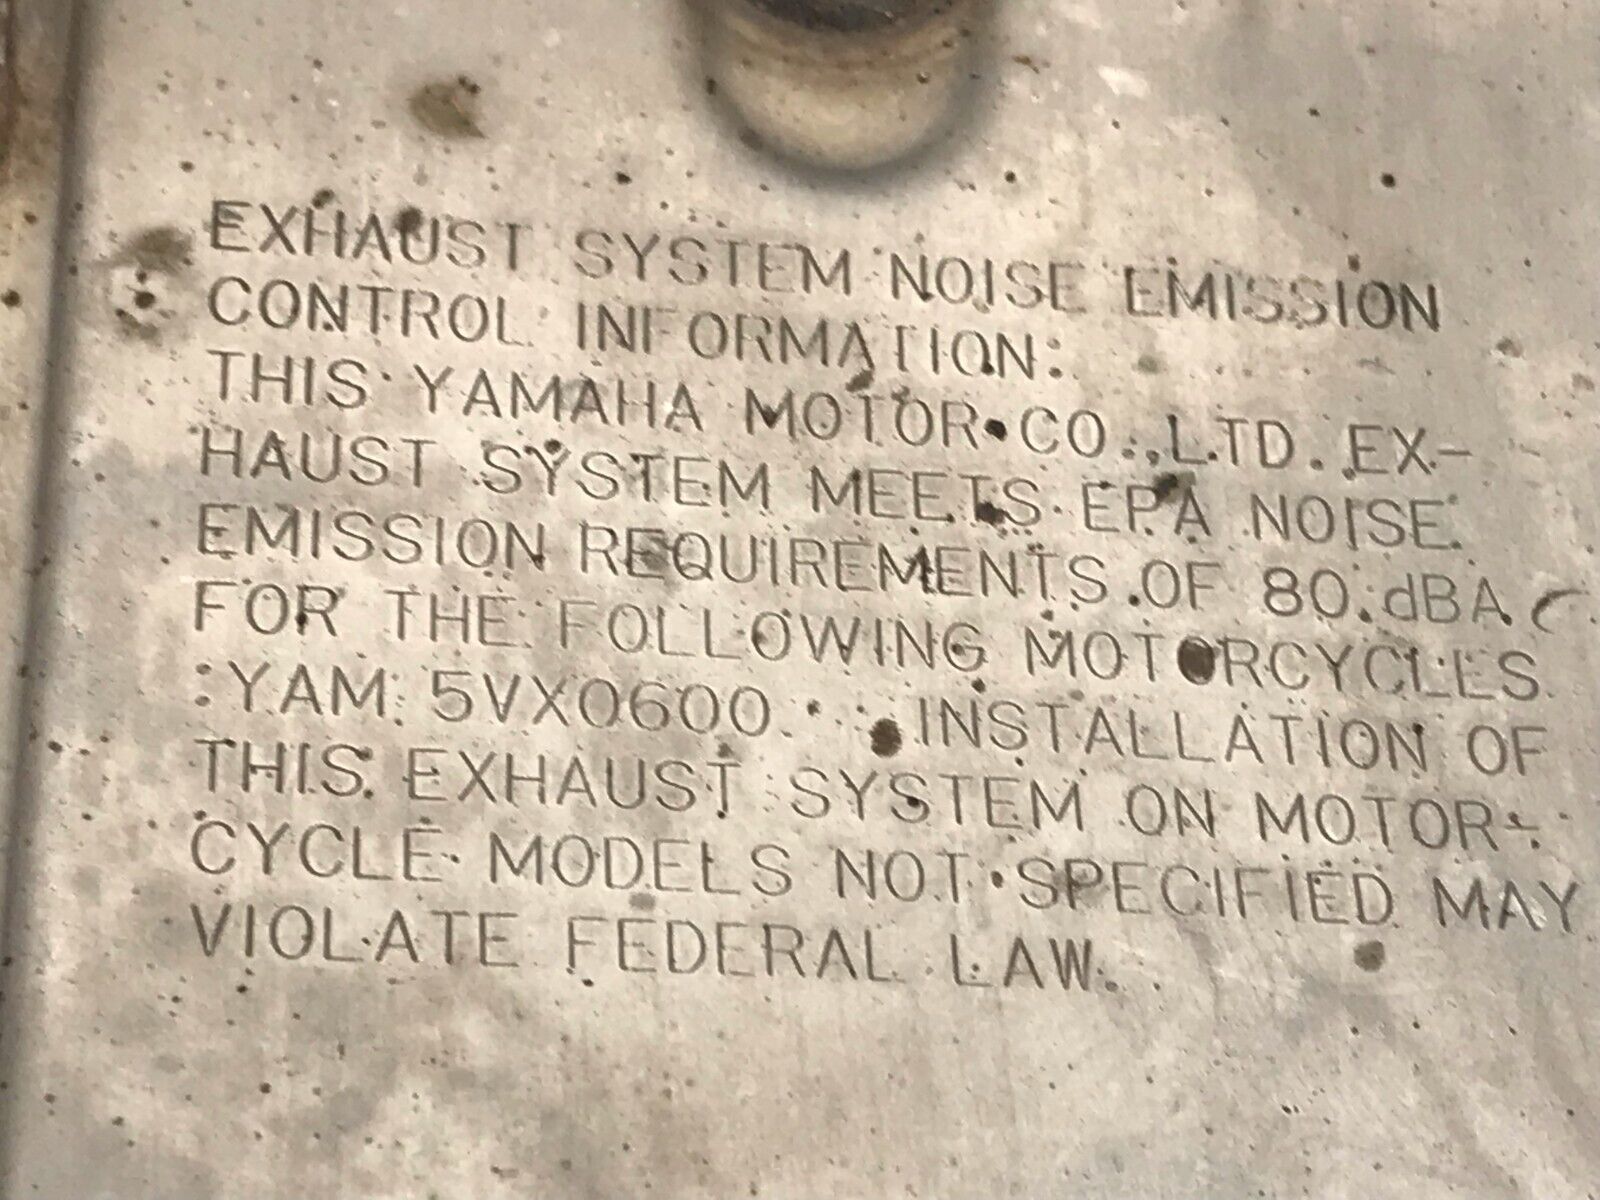 EXHAUST SYSTEM NOISE EMISSION
CONTROL INFORMATION:
THIS YAMAHA MOTOR CO.,LTD. EX-
HAUST SYSTEM MEETS EPA NOISE
EMISSION REQUIREMENTS OF 80 dBA
FOR THE FOLLOWING MOTORCYCLES
:YAM 5VX0600. INSTALLATION OF
THIS EXHAUST SYSTEM ON MOTOR-
CYCLE MODELS NOT SPECIFIED MAY
VIOLATE FEDERAL LAW.